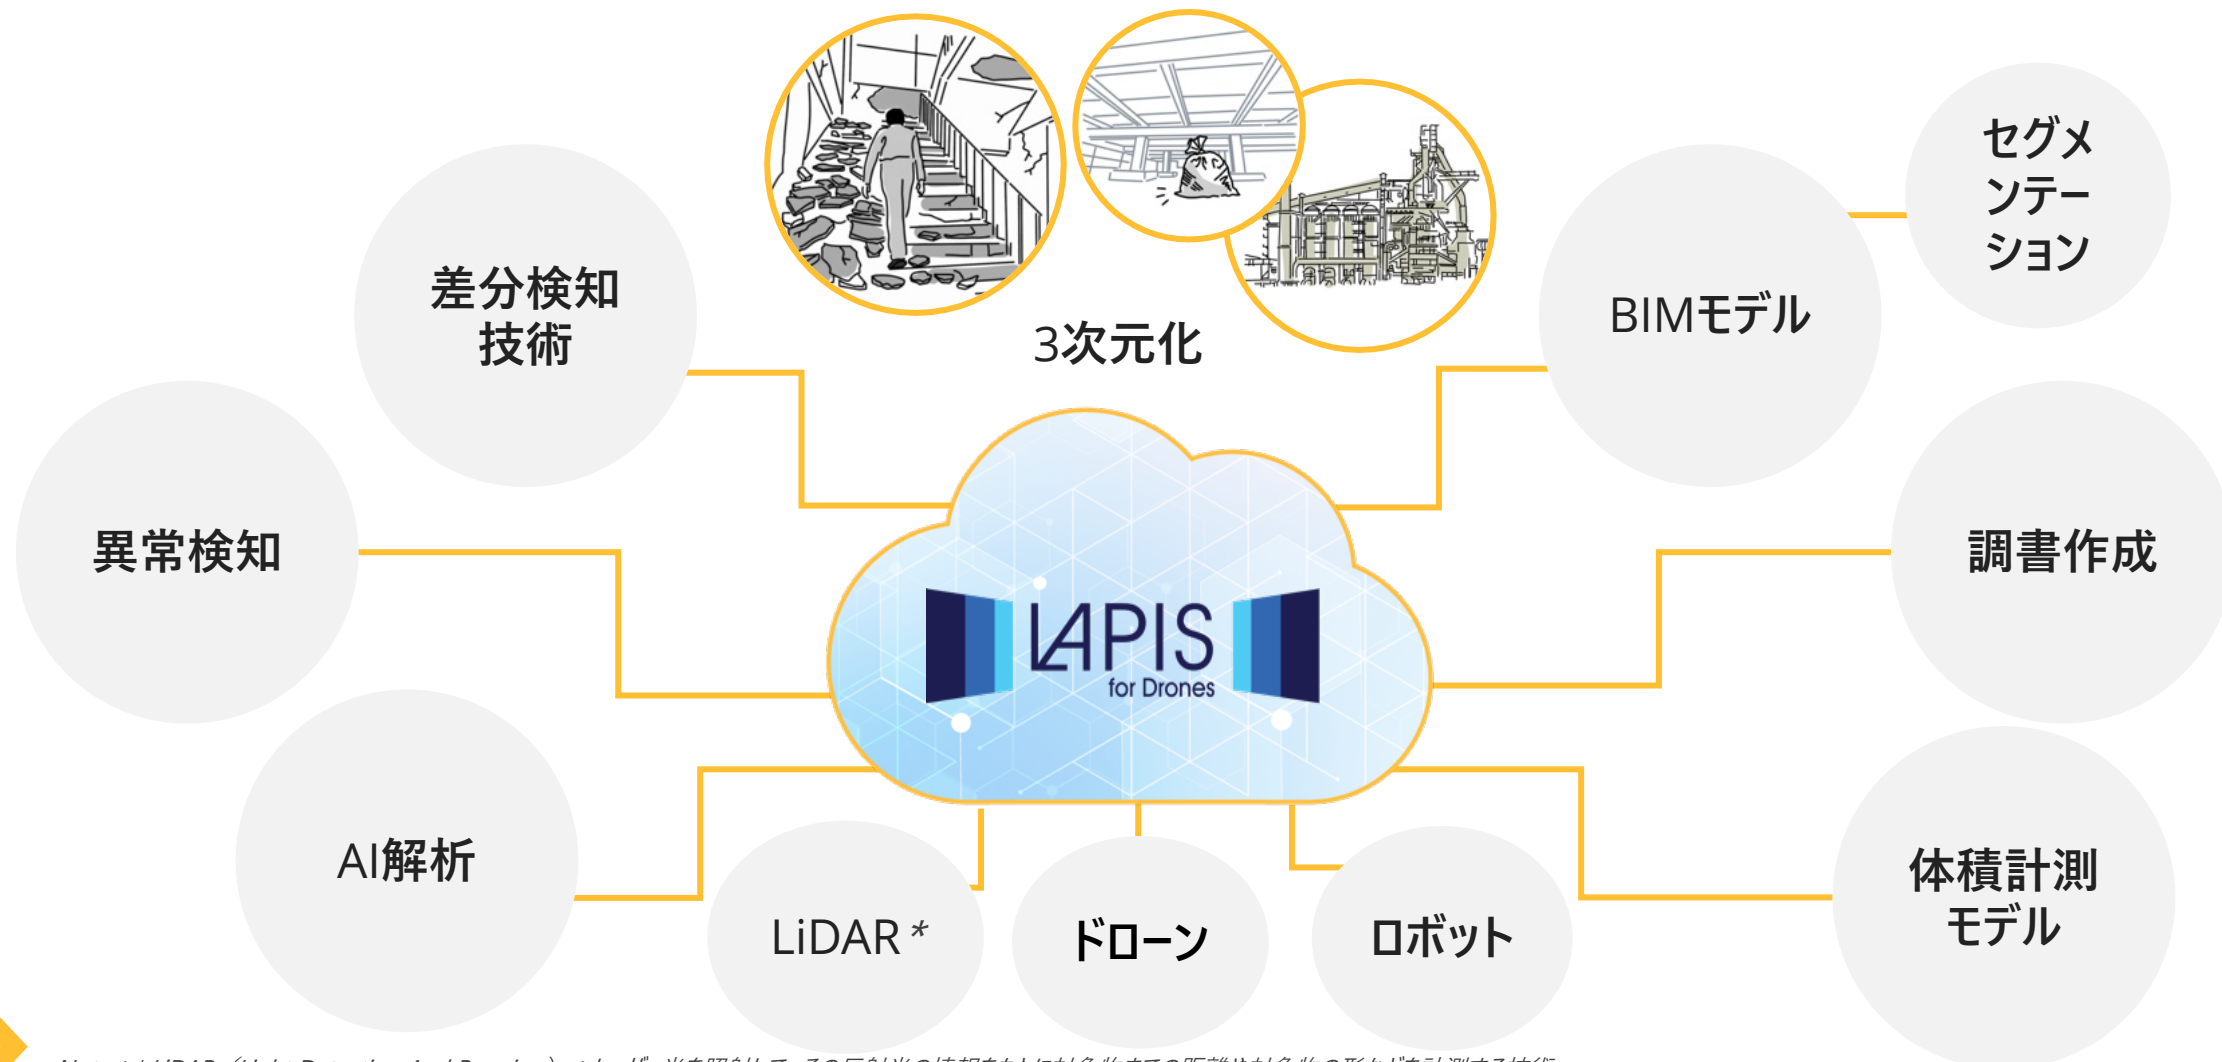 セグメ
ンテー
ション
差分検知
技術
BIMモデル
3次元化
異常検知
調書作成
LAPIS
for Drones
AI解析
体積計測
モデル
LiDAR *
ドローン
ロボット